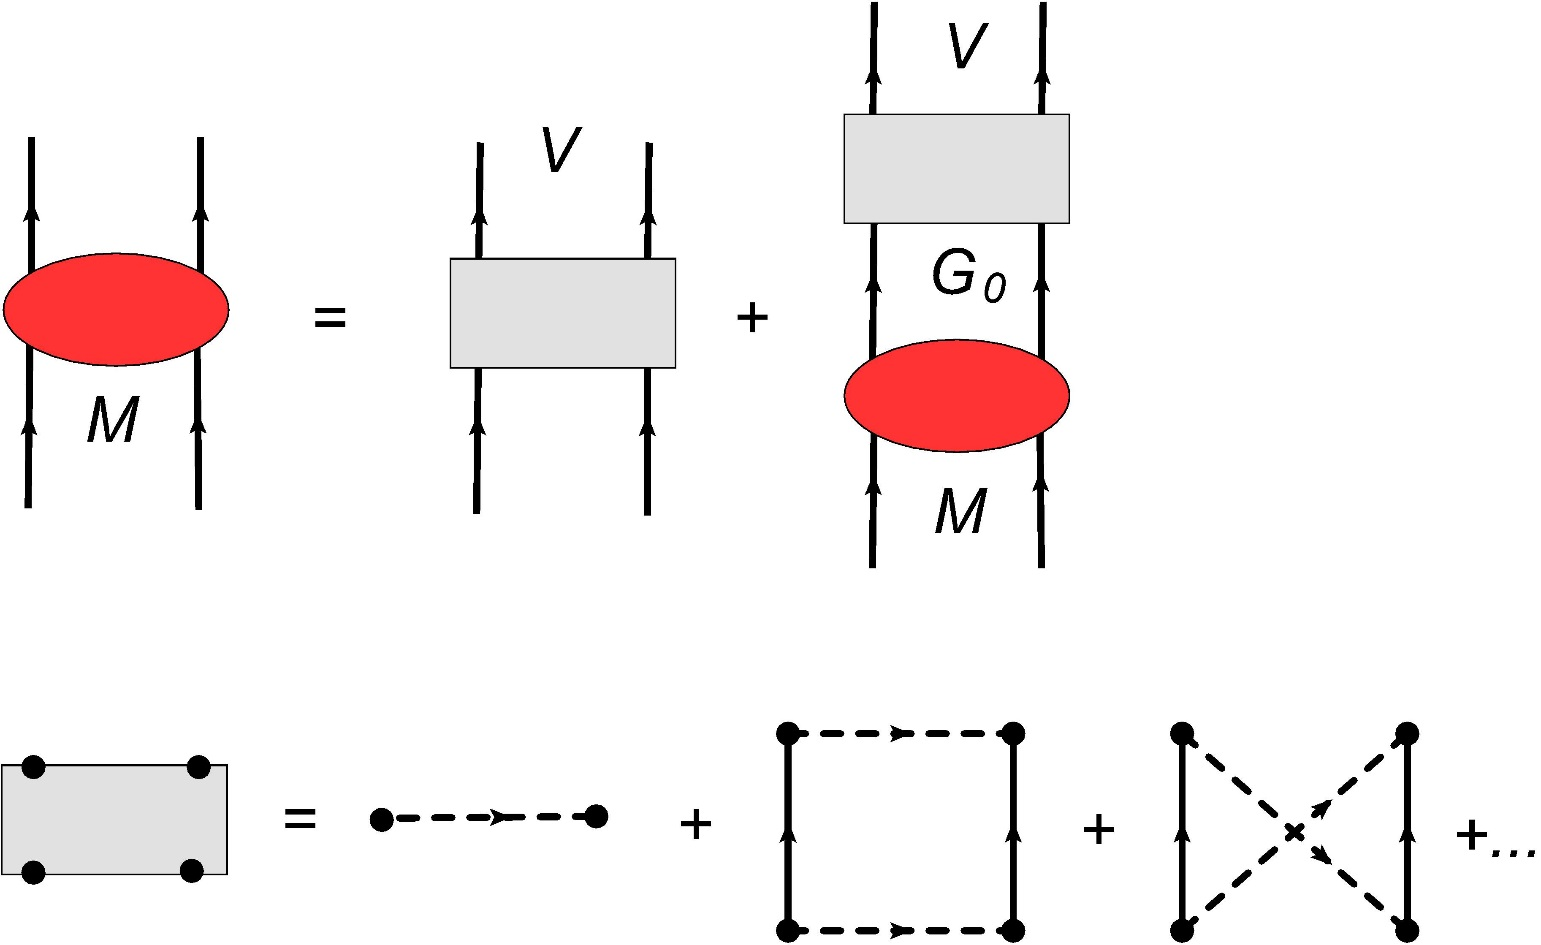 V
V
G0
=
+
M
M
=
+
+
+...